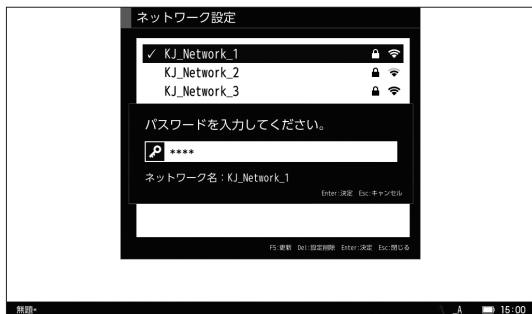 ネットワーク設定
✓ KJ_Network_1
KJ_Network_2
KJ_Network_3
パスワードを入力してください。
****
ネットワーク名：KJ_Network_1
Enter:決定 Esc:キャンセル
F5:更新 Del:設定削除 Enter:決定 Esc:閉じる
無題* _A 15:00